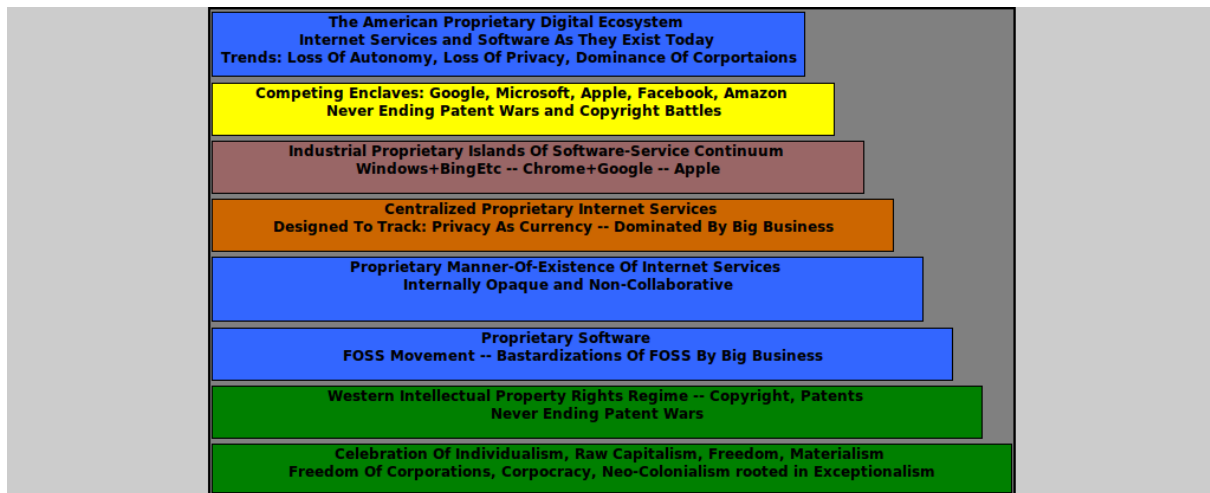 The American Proprietary Digital Ecosystem
Internet Services and Software As They Exist Today
Trends: Loss Of Autonomy, Loss Of Privacy, Dominance Of Corportaions
Competing Enclaves: Google, Microsoft, Apple, Facebook, Amazon
Never Ending Patent Wars and Copyright Battles
Industrial Proprietary Islands Of Software-Service Continuum
Windows+BingEtc -- Chrome+Google -- Apple
Centralized Proprietary Internet Services
Designed To Track: Privacy As Currency -- Dominated By Big Business
Proprietary Manner-Of-Existence Of Internet Services
Internally Opaque and Non-Collaborative
Proprietary Software
FOSS Movement -- Bastardizations Of FOSS By Big Business
Western Intellectual Property Rights Regime -- Copyright, Patents
Never Ending Patent Wars
Celebration Of Individualism, Raw Capitalism, Freedom, Materialism
Freedom Of Corporations, Corpocracy, Neo-Colonialism rooted in Exceptionalism